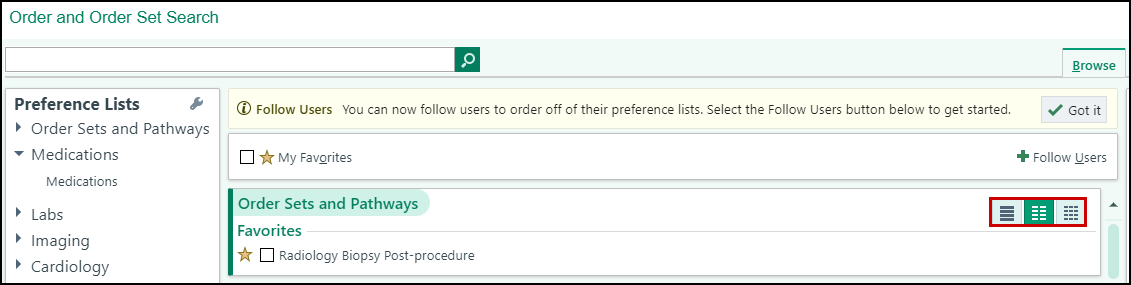 Order and Order Set Search
Browse
Preference Lists
Order Sets and Pathways
Medications
Medications
Labs
Imaging
Cardiology
Follow Users You can now follow users to order off of their preference lists. Select the Follow Users button below to get started. Got it
My Favorites Follow Users
Order Sets and Pathways
Favorites
Radiology Biopsy Post-procedure